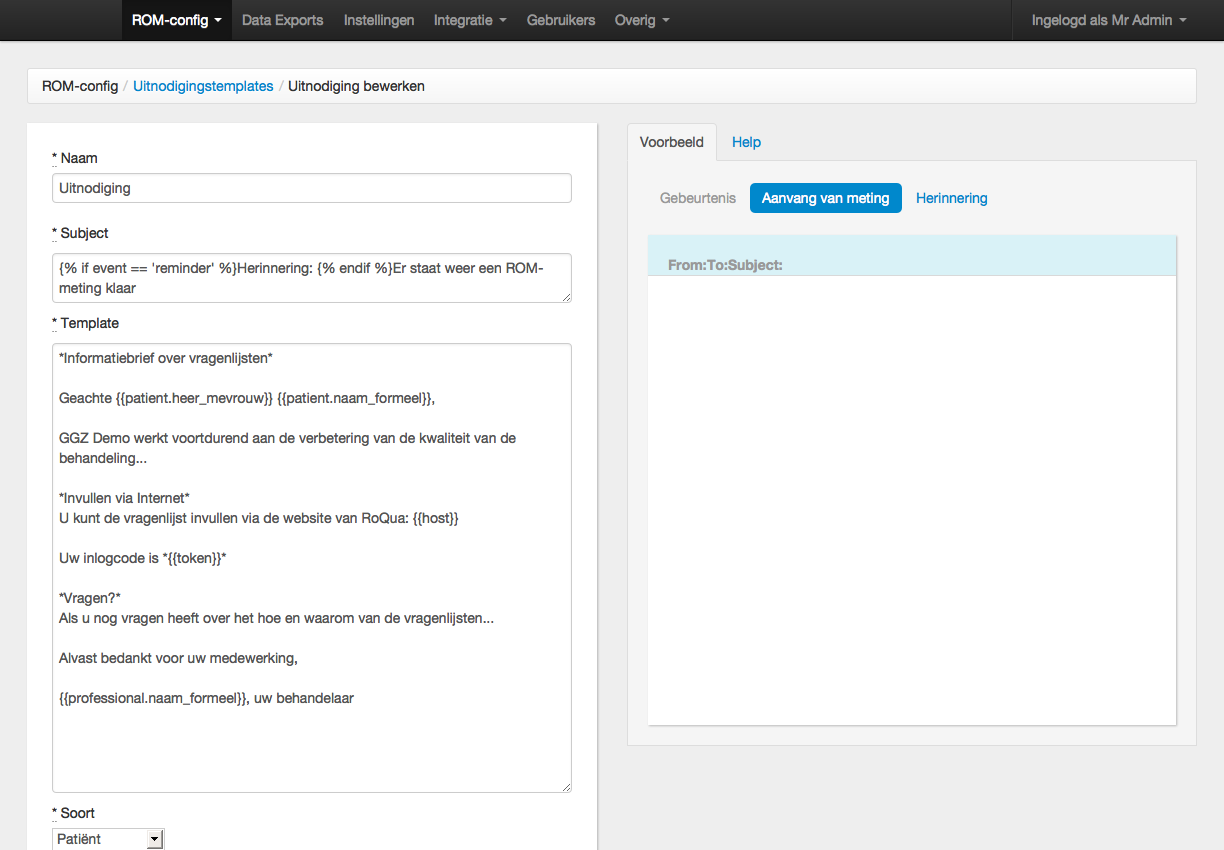 ROM-config Data Exports Instellingen Integratie Gebruikers Overig Ingelogd als Mr Admin
ROM-config / Uitnodigingstemplates / Uitnodiging bewerken
* Naam
Uitnodiging
* Subject
{% if event == 'reminder' %}Herinnering: {% endif %}Er staat weer een ROM-
meting klaar
* Template
*Informatiebrief over vragenlijsten*
Geachte {{patient.heer_mevrouw}} {{patient.naam_formeel}},
GGZ Demo werkt voortdurend aan de verbetering van de kwaliteit van de
behandeling...
*Invullen via Internet*
U kunt de vragenlijst invullen via de website van RoQua: {{host}}
Uw inlogcode is *{{token}}*
*Vragen?*
Als u nog vragen heeft over het hoe en waarom van de vragenlijsten...
Alvast bedankt voor uw medewerking,
{{professional.naam_formeel}}, uw behandelaar
* Soort
Patiënt
Voorbeeld Help
Gebeurtenis Aanvang van meting Herinnering
From:To:Subject: